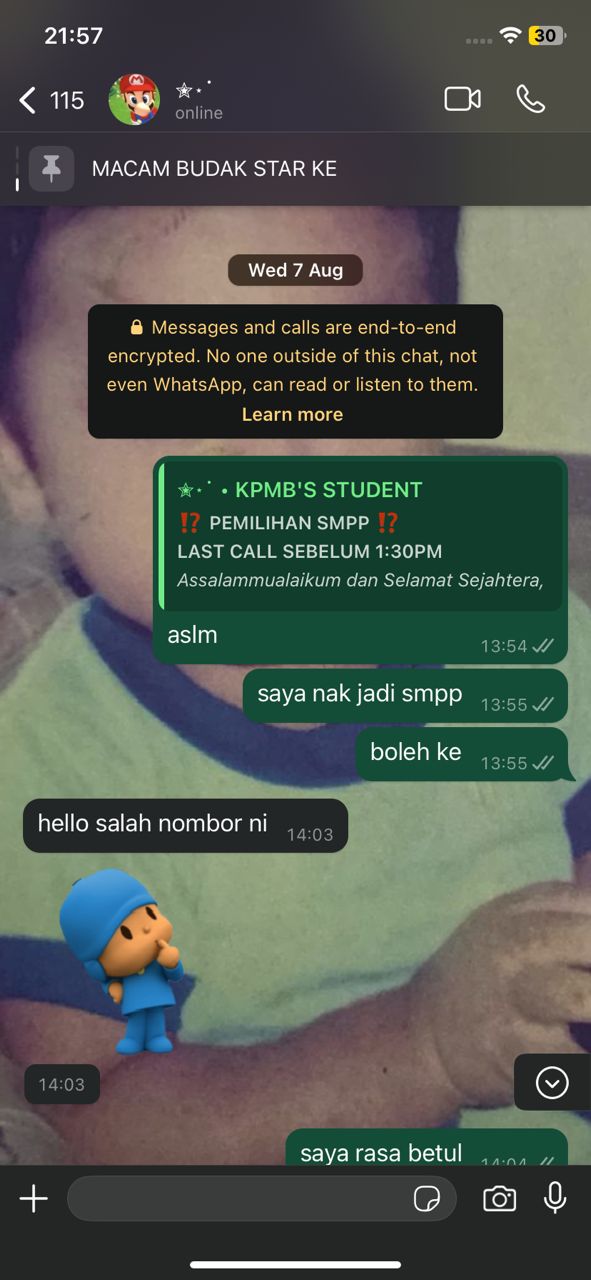 21:57
30
115
online
MACAM BUDAK STAR KE
Wed 7 Aug
Messages and calls are end-to-end
encrypted. No one outside of this chat, not
even WhatsApp, can read or listen to them.
Learn more
• KPMB'S STUDENT
⁉️ PEMILIHAN SMPP ⁉️
LAST CALL SEBELUM 1:30PM
Assalammualaikum dan Selamat Sejahtera,
aslm
13:54
saya nak jadi smpp
13:55
boleh ke
13:55
hello salah nombor ni
14:03
14:03
saya rasa betul
14:04